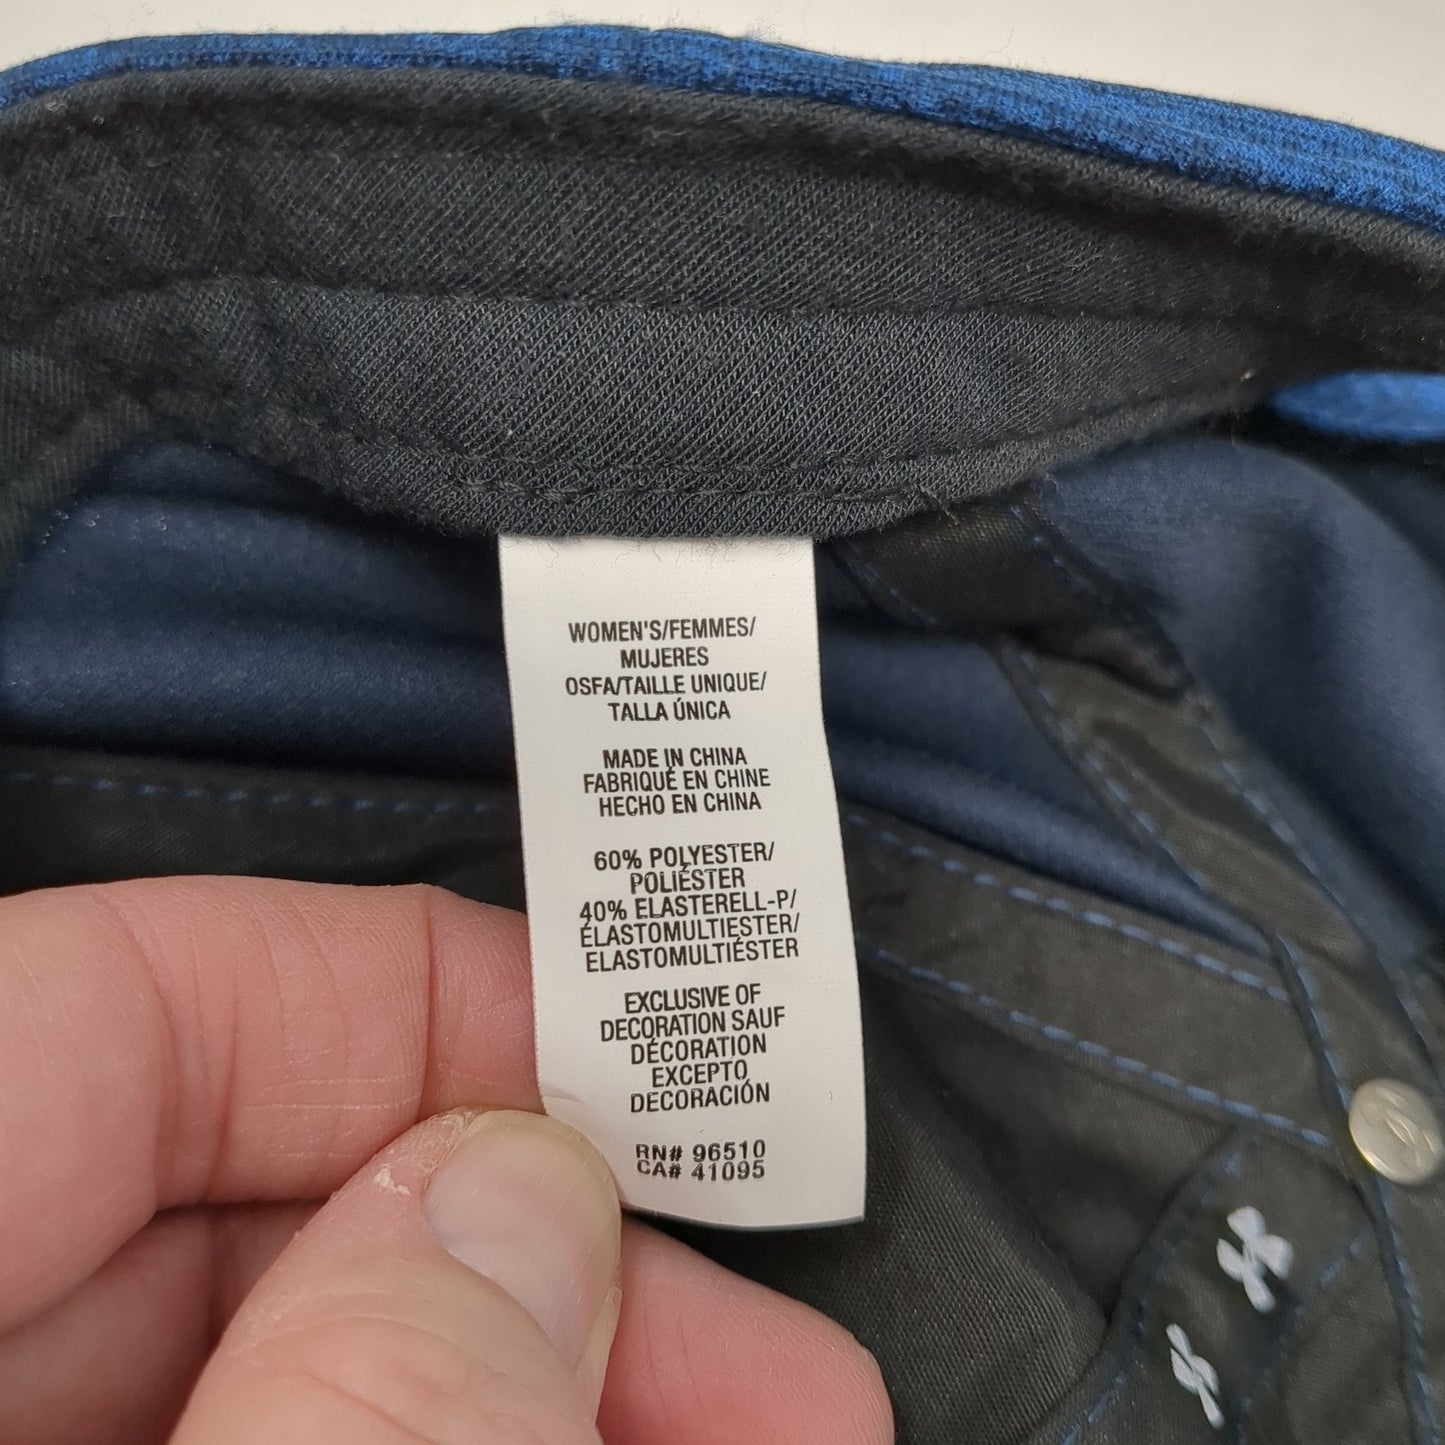 WOMEN'S/FEMMES/
MUJERES
OSFA/TAILLE UNIQUE/
TALLA ÚNICA
MADE IN CHINA
FABRIQUÉ EN CHINE
HECHO EN CHINA
60% POLYESTER/
POLIÉSTER
40% ELASTERELL-P/
ÉLASTOMULTIESTER/
ELASTOMULTIÉSTER
EXCLUSIVE OF
DECORATION SAUF
DÉCORATION
EXCEPTO
DECORACIÓN
RN# 96510
CA# 41095